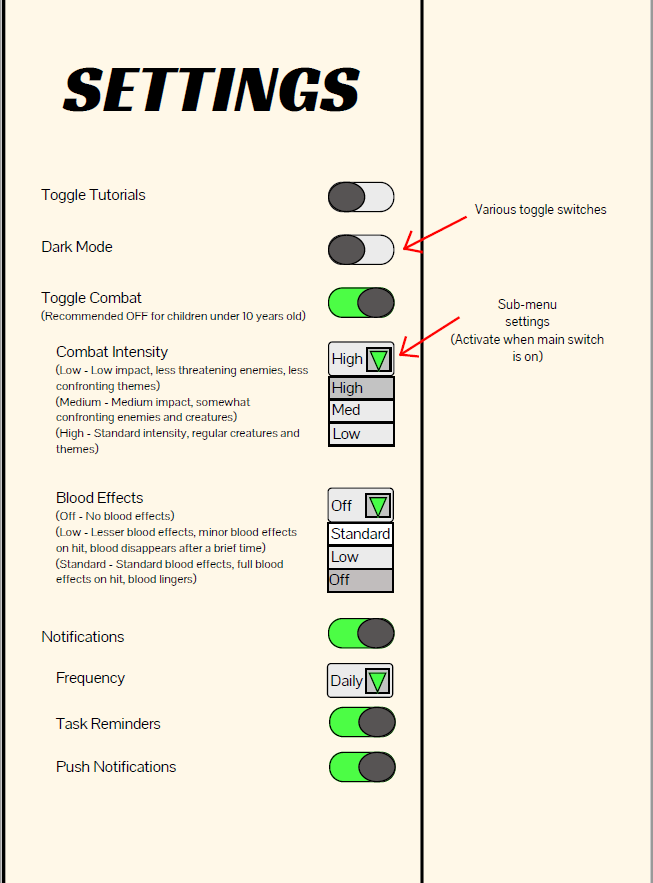 SETTINGS
Toggle Tutorials
Various toggle switches
Dark Mode
Toggle Combat
(Recommended OFF for children under 10 years old)
Sub-menu
settings
(Activate when main switch
is on)
Combat Intensity
(Low - Low impact, less threatening enemies, less
confronting themes)
(Medium - Medium impact, somewhat
confronting enemies and creatures)
(High - Standard intensity, regular creatures and
themes)
High
High
Med
Low
Blood Effects
(Off - No blood effects)
(Low - Lesser blood effects, minor blood effects
on hit, blood disappears after a brief time)
(Standard - Standard blood effects, full blood
effects on hit, blood lingers)
Off
Standard
Low
Off
Notifications
Frequency
Daily
Task Reminders
Push Notifications